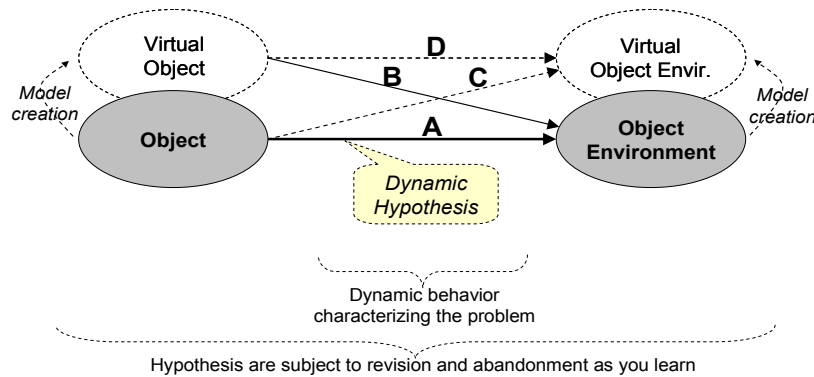 Virtual
Object
D
Virtual
Object Envir.
B
C
Model
creation
Model
creation
Object
A
Object
Environment
Dynamic
Hypothesis
Dynamic behavior
characterizing the problem
Hypothesis are subject to revision and abandonment as you learn